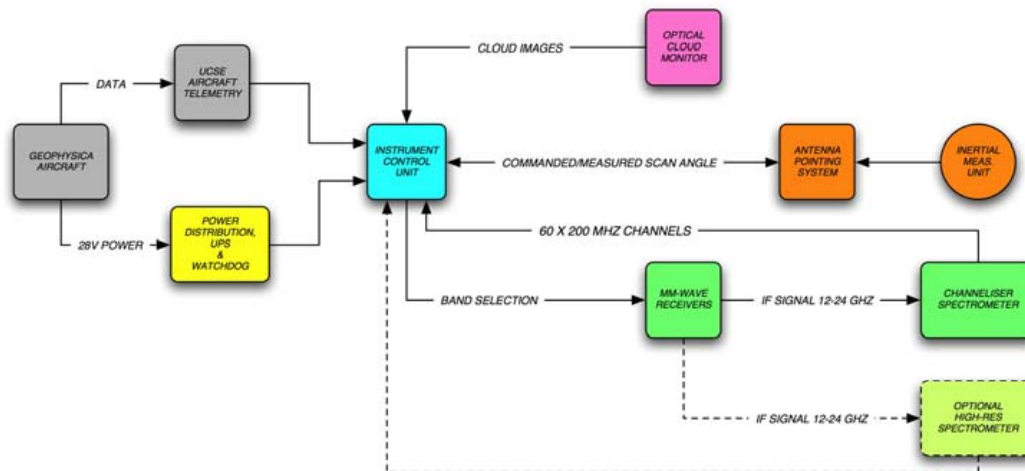 CLOUD IMAGES
OPTICAL
CLOUD
MONITOR
DATA
UCSE
AIRCRAFT
TELEMETRY
GEOPHYSICA
AIRCRAFT
INSTRUMENT
CONTROL
UNIT
COMMANDED/MEASURED SCAN ANGLE
ANTENNA
POINTING
SYSTEM
INERTIAL
MEAS.
UNIT
28V POWER
POWER
DISTRIBUTION,
UPS
&
WATCHDOG
60 X 200 MHZ CHANNELS
BAND SELECTION
MM-WAVE
RECEIVERS
IF SIGNAL 12-24 GHZ
CHANNELISER
SPECTROMETER
IF SIGNAL 12-24 GHZ
OPTIONAL
HIGH-RES
SPECTROMETER